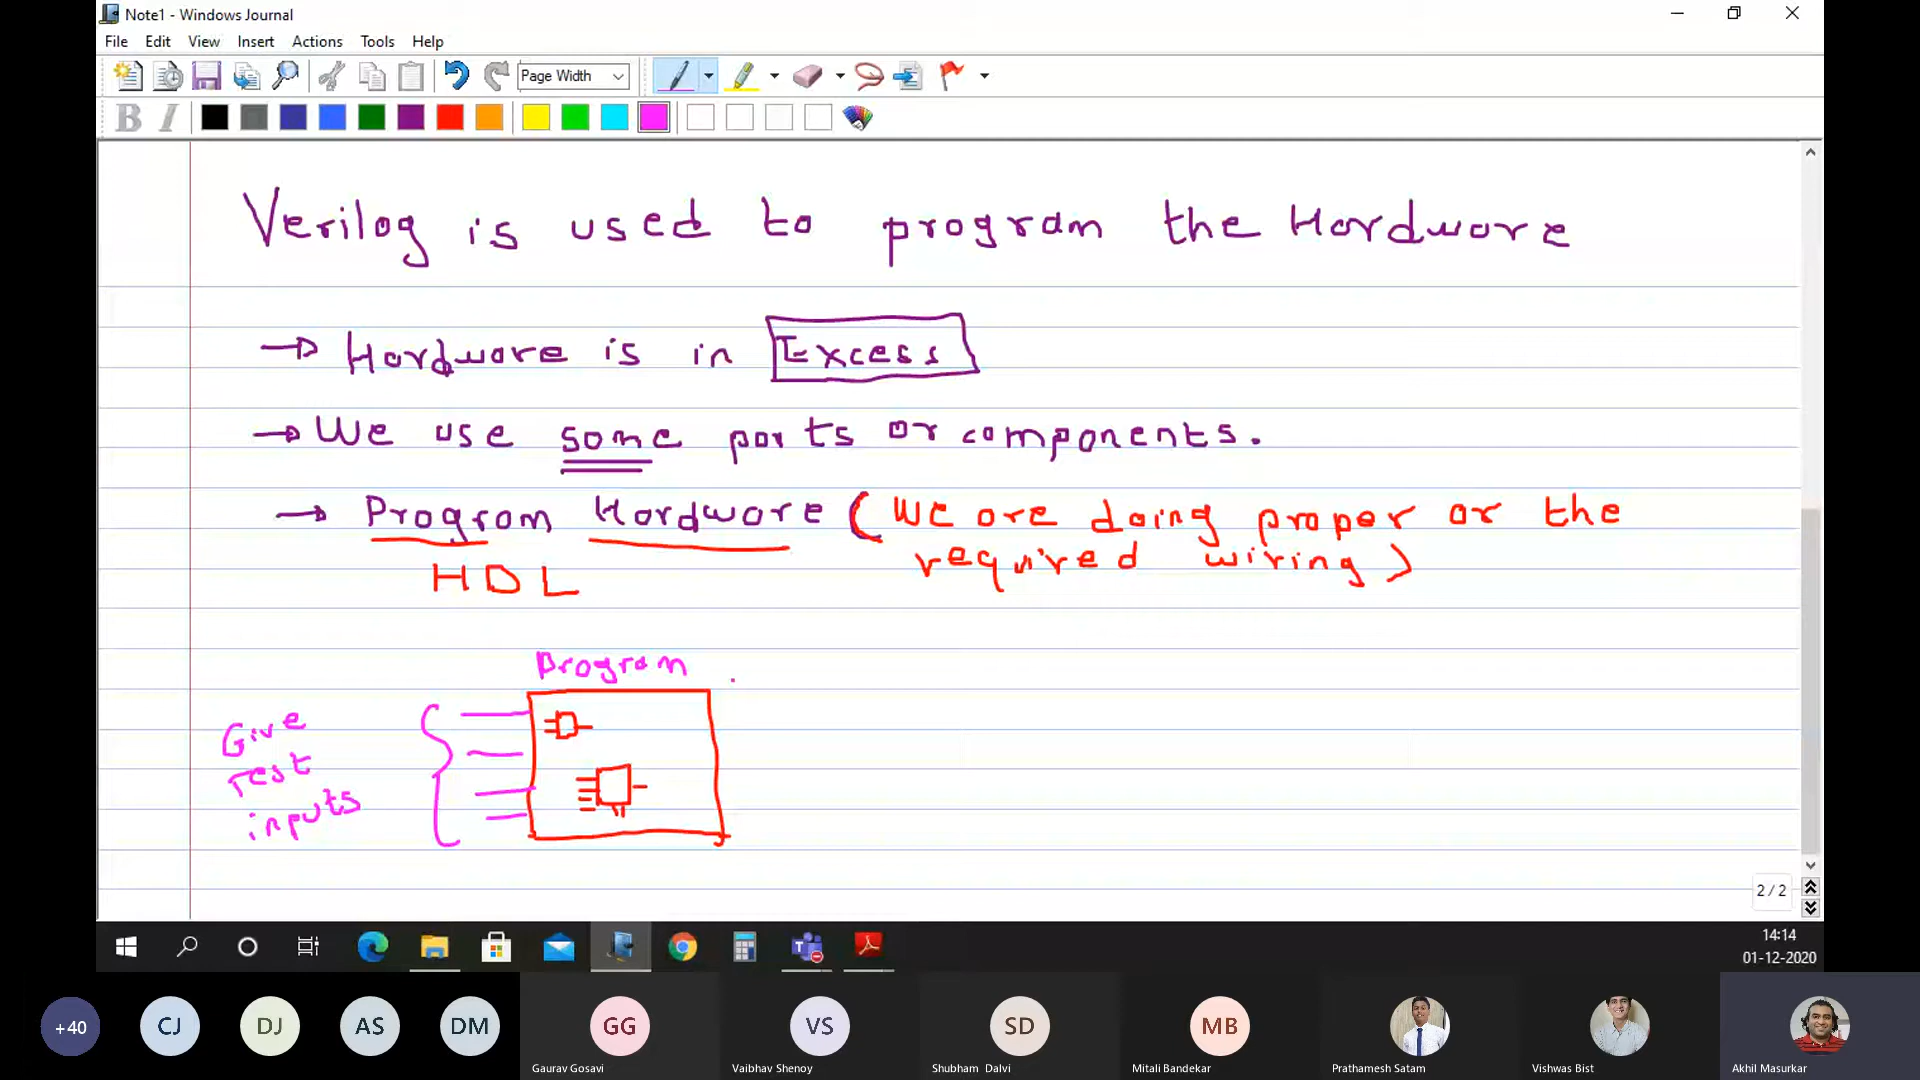 Note1 - Windows Journal
File Edit View Insert Actions Tools Help
Page Width
B I
Verilog is used to program the Hardware
→ Hardware is in Excess
→ We use some ports or components.
→ Program Hardware (We are doing proper or the
required wiring)
HDL
Program
Give
Test
inputs
2 / 2
14:14
01-12-2020
+40 CJ DJ AS DM GG VS SD MB
Gaurav Gosavi Vaibhav Shenoy Shubham Dalvi Mitali Bandekar Prathamesh Satam Vishwas Bist Akhil Masurkar